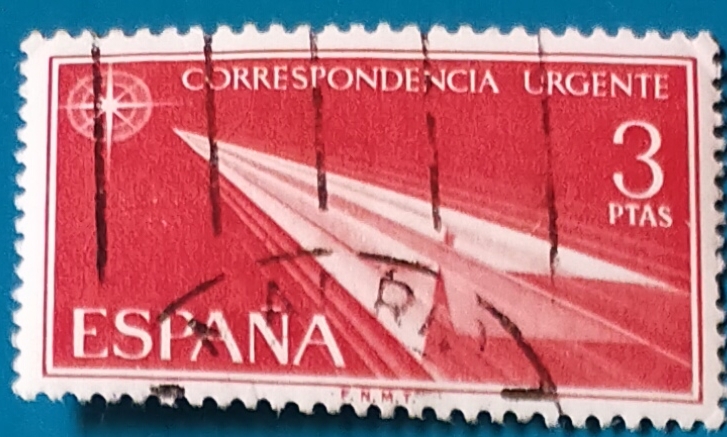 CORRESPONDENCIA URGENTE
3
PTAS
ESPAÑA
F.N.M.T.